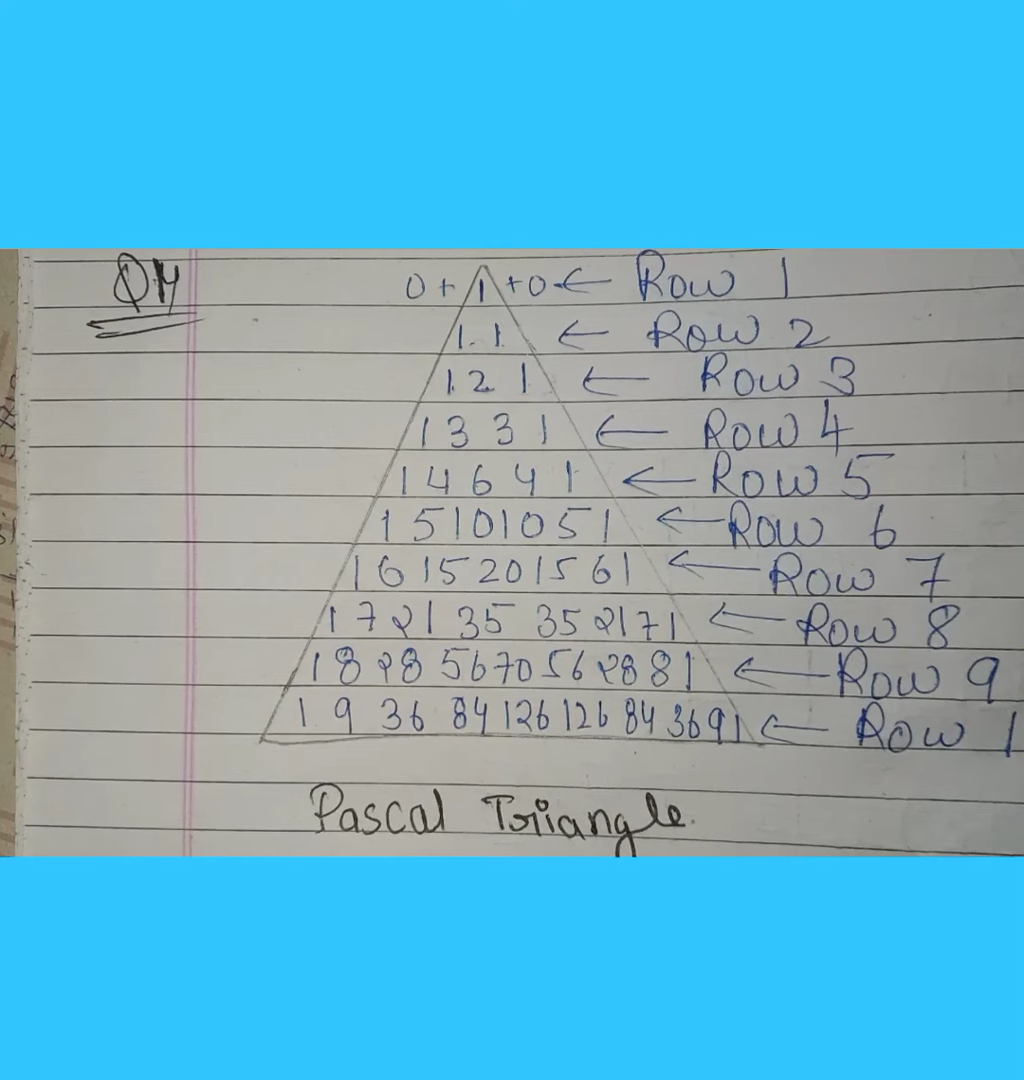 Q14
0 + 1 + 0 ← Row 1
1 1 ← Row 2
1 2 1 ← Row 3
1 3 3 1 ← Row 4
1 4 6 4 1 ← Row 5
1 5 10 10 5 1 ← Row 6
1 6 15 20 15 6 1 ← Row 7
1 7 21 35 35 21 7 1 ← Row 8
1 8 28 56 70 56 28 8 1 ← Row 9
1 9 36 84 126 126 84 36 9 1 ← Row 1
Pascal Triangle.